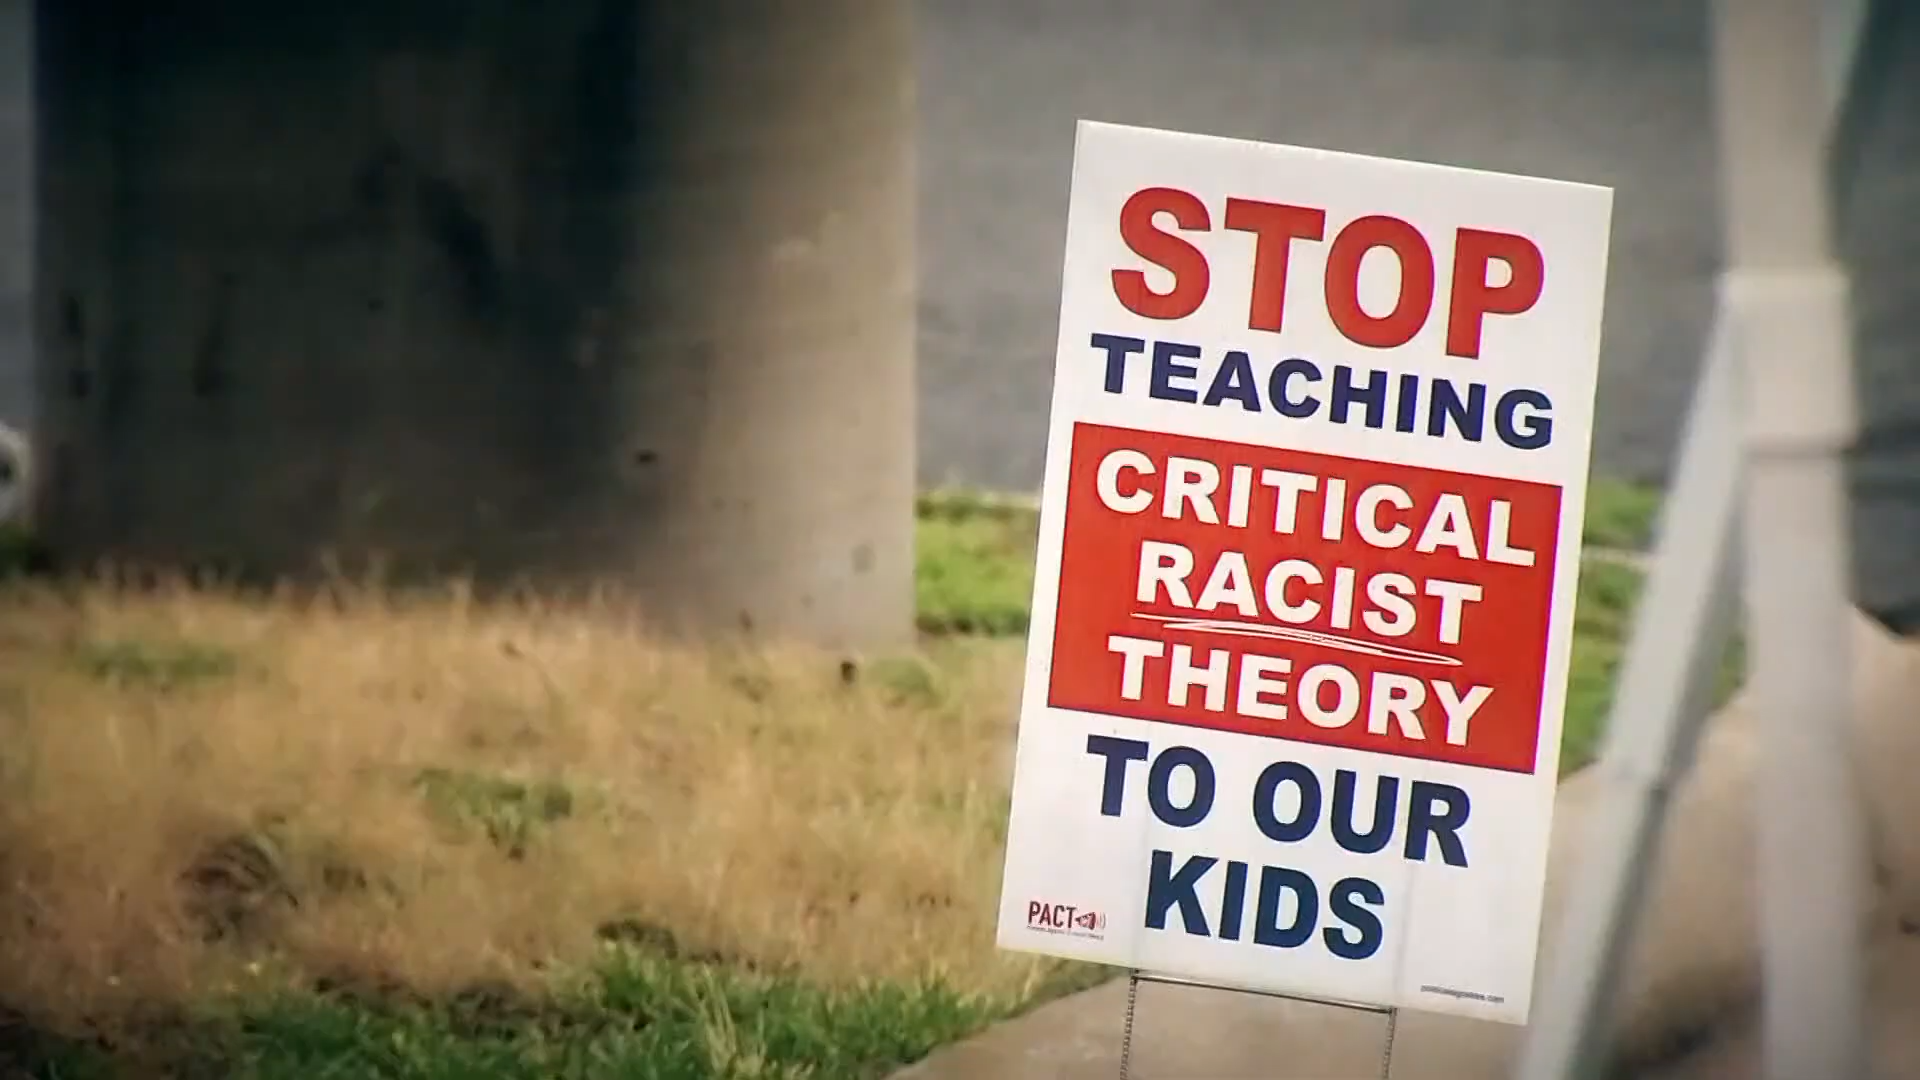 STOP
TEACHING
CRITICAL
RACIST
THEORY
TO OUR
KIDS
PACT